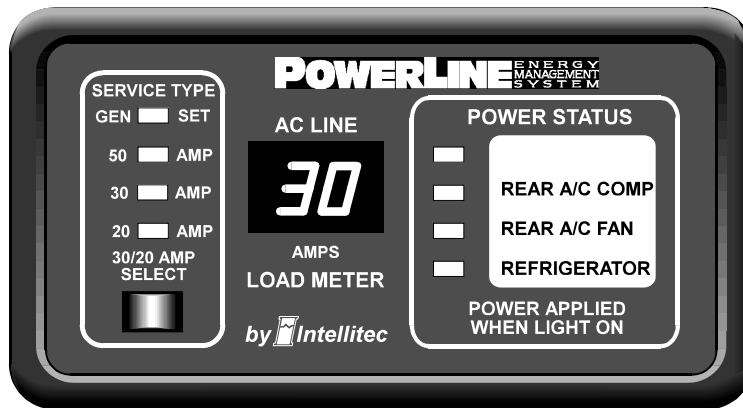 POWERLINE ENERGY MANAGEMENT SYSTEM
SERVICE TYPE
GEN SET
50 AMP
30 AMP
20 AMP
30/20 AMP
SELECT
AC LINE
30
AMPS
LOAD METER
by Intellitec
POWER STATUS
REAR A/C COMP
REAR A/C FAN
REFRIGERATOR
POWER APPLIED
WHEN LIGHT ON